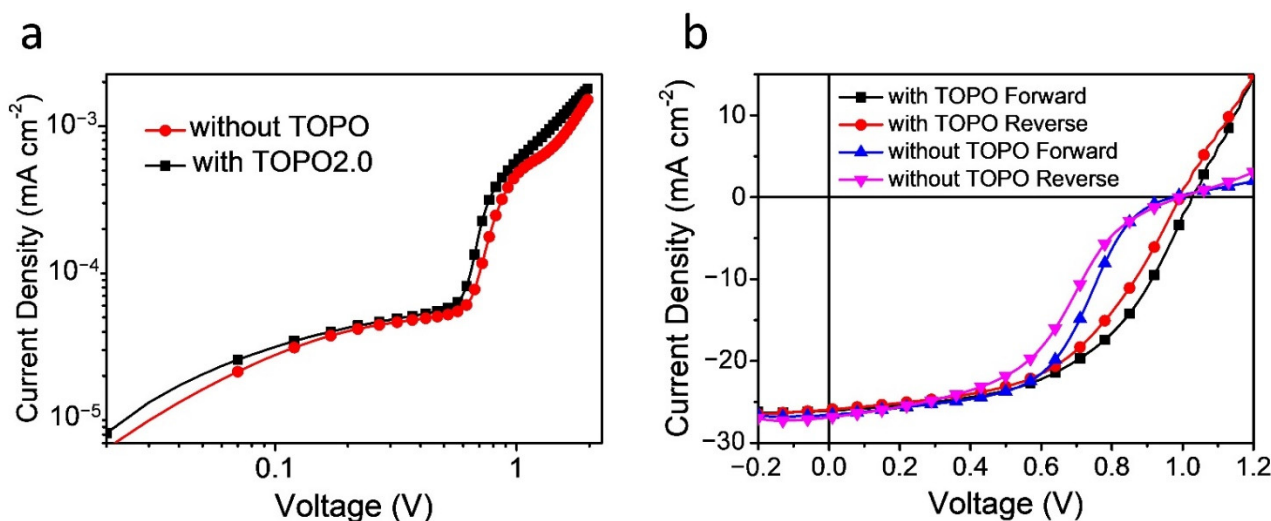 a
without TOPO
with TOPO2.0
Current Density (mA cm⁻²)
10⁻³
10⁻⁴
10⁻⁵
0.1
1
Voltage (V)
b
with TOPO Forward
with TOPO Reverse
without TOPO Forward
without TOPO Reverse
Current Density (mA cm⁻²)
10
0
−10
−20
−30
−0.2
0.0
0.2
0.4
0.6
0.8
1.0
1.2
Voltage (V)